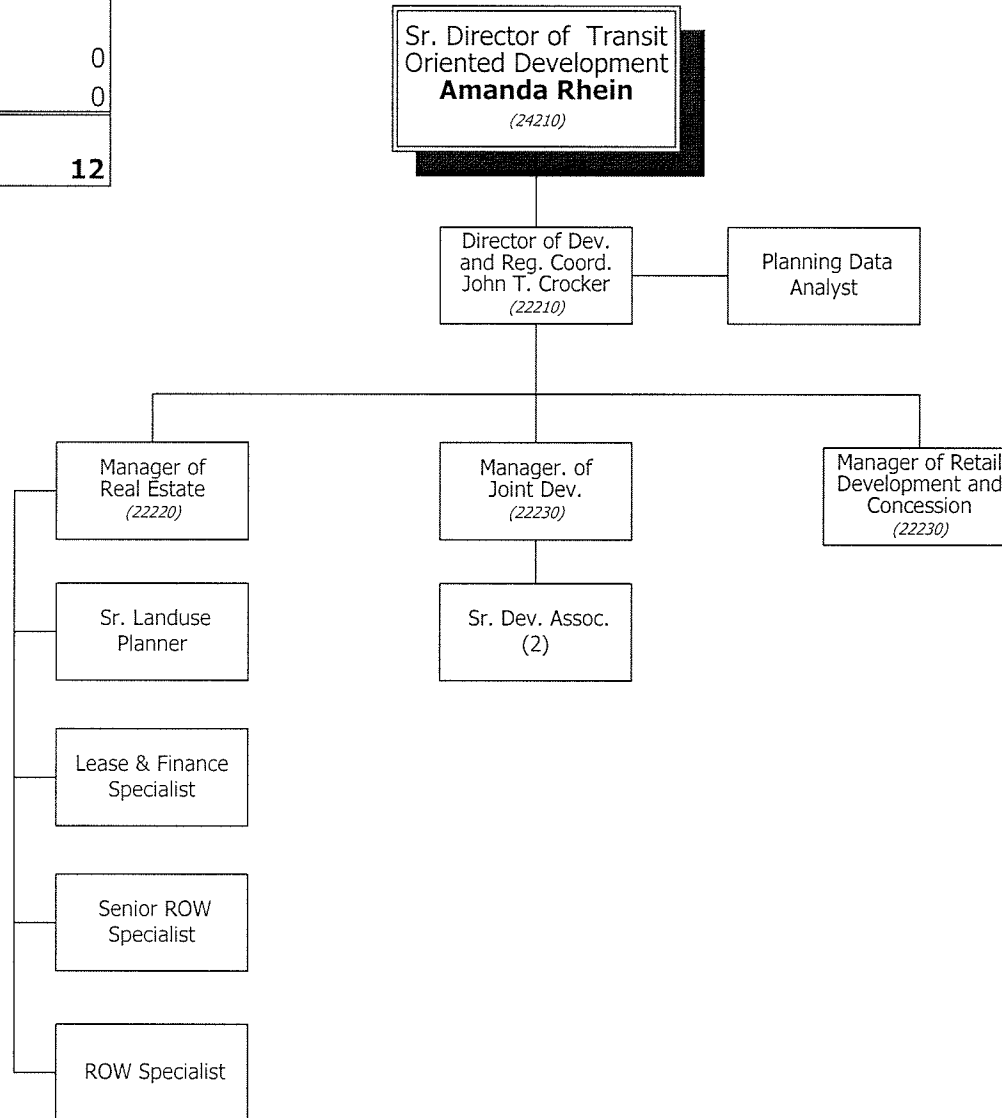 0
0
12
Sr. Director of Transit
Oriented Development
Amanda Rhein
(24210)
Director of Dev.
and Reg. Coord.
John T. Crocker
(22210)
Planning Data
Analyst
Manager of
Real Estate
(22220)
Manager. of
Joint Dev.
(22230)
Manager of Retail
Development and
Concession
(22230)
Sr. Landuse
Planner
Sr. Dev. Assoc.
(2)
Lease & Finance
Specialist
Senior ROW
Specialist
ROW Specialist